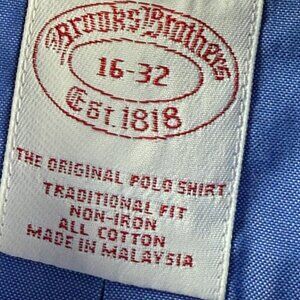 Brooks Brothers
16-32
Est. 1818
THE ORIGINAL POLO SHIRT
TRADITIONAL FIT
NON-IRON
ALL COTTON
MADE IN MALAYSIA